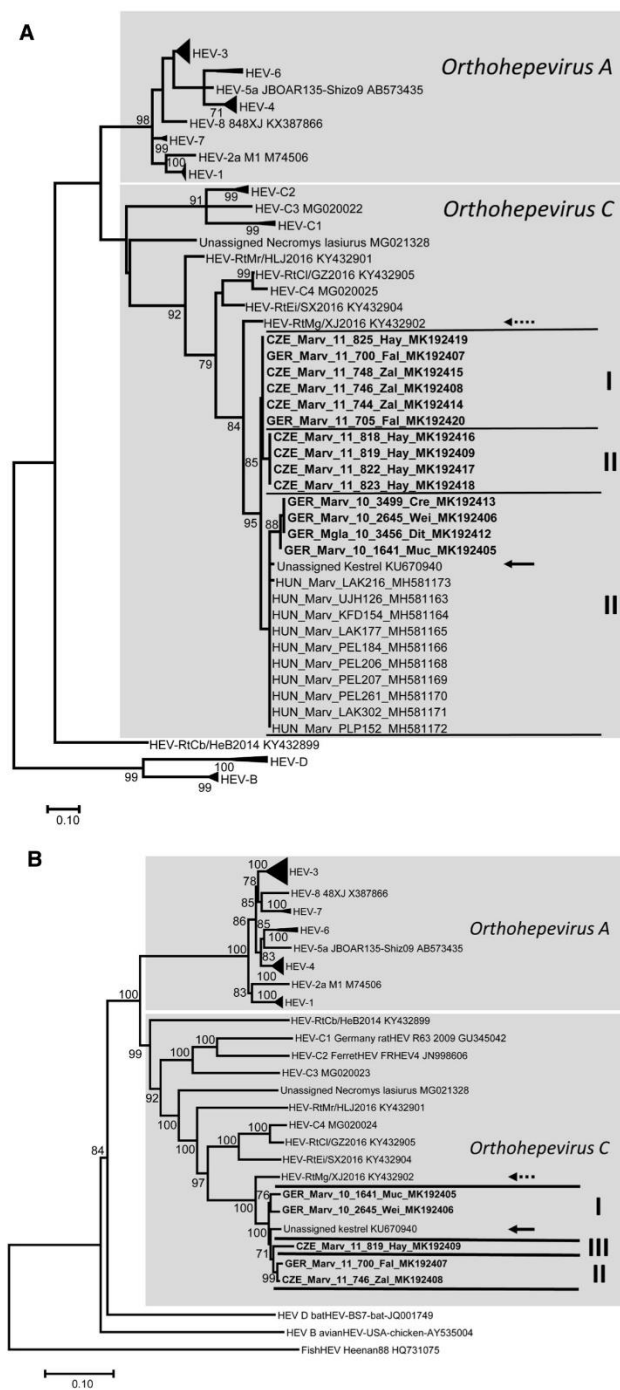 A
Orthohepevirus A
HEV-3
HEV-6
HEV-5a JBOAR135-Shizo9 AB573435
HEV-4
71
HEV-8 848XJ KX387866
98
HEV-7
99
HEV-2a M1 M74506
100
HEV-1
Orthohepevirus C
HEV-C2
91
99
HEV-C3 MG020022
HEV-C1
99
Unassigned Necromys lasiurus MG021328
HEV-RtMr/HLJ2016 KY432901
HEV-RtCl/GZ2016 KY432905
99
HEV-C4 MG020025
HEV-RtEi/SX2016 KY432904
92
HEV-RtMg/XJ2016 KY432902
CZE_Marv_11_825_Hay_MK192419
79
GER_Marv_11_700_Fal_MK192407
CZE_Marv_11_748_Zal_MK192415
I
CZE_Marv_11_746_Zal_MK192408
CZE_Marv_11_744_Zal_MK192414
84
GER_Marv_11_705_Fal_MK192420
CZE_Marv_11_818_Hay_MK192416
CZE_Marv_11_819_Hay_MK192409
II
85
CZE_Marv_11_822_Hay_MK192417
CZE_Marv_11_823_Hay_MK192418
GER_Marv_10_3499_Cre_MK192413
95
88
GER_Marv_10_2645_Wei_MK192406
GER_Mgla_10_3456_Dit_MK192412
GER_Marv_10_1641_Muc_MK192405
Unassigned Kestrel KU670940
HUN_Marv_LAK216_MH581173
HUN_Marv_UJH126_MH581163
II
HUN_Marv_KFD154_MH581164
HUN_Marv_LAK177_MH581165
HUN_Marv_PEL184_MH581166
HUN_Marv_PEL206_MH581168
HUN_Marv_PEL207_MH581169
HUN_Marv_PEL261_MH581170
HUN_Marv_LAK302_MH581171
HUN_Marv_PLP152_MH581172
HEV-RtCb/HeB2014 KY432899
HEV-D
100
99
HEV-B
99
0.10
B
100
HEV-3
78
85
HEV-8 48XJ X387866
100
HEV-7
86
85
HEV-6
100
Orthohepevirus A
HEV-5a JBOAR135-Shiz09 AB573435
100
83
HEV-4
100
HEV-2a M1 M74506
83
100
HEV-1
100
HEV-RtCb/HeB2014 KY432899
99
HEV-C1 Germany ratHEV R63 2009 GU345042
100
100
HEV-C2 FerretHEV FRHEV4 JN998606
HEV-C3 MG020023
92
Unassigned Necromys lasiurus MG021328
100
HEV-RtMr/HLJ2016 KY432901
HEV-C4 MG020024
100
100
HEV-RtCl/GZ2016 KY432905
Orthohepevirus C
HEV-RtEi/SX2016 KY432904
97
HEV-RtMg/XJ2016 KY432902
84
76
GER_Marv_10_1641_Muc_MK192405
100
I
GER_Marv_10_2645_Wei_MK192406
Unassigned kestrel KU670940
100
CZE_Marv_11_819_Hay_MK192409
III
71
GER_Marv_11_700_Fal_MK192407
II
99
CZE_Marv_11_746_Zal_MK192408
HEV D batHEV-BS7-bat-JQ001749
HEV B avianHEV-USA-chicken-AY535004
FishHEV Heenan88 HQ731075
0.10